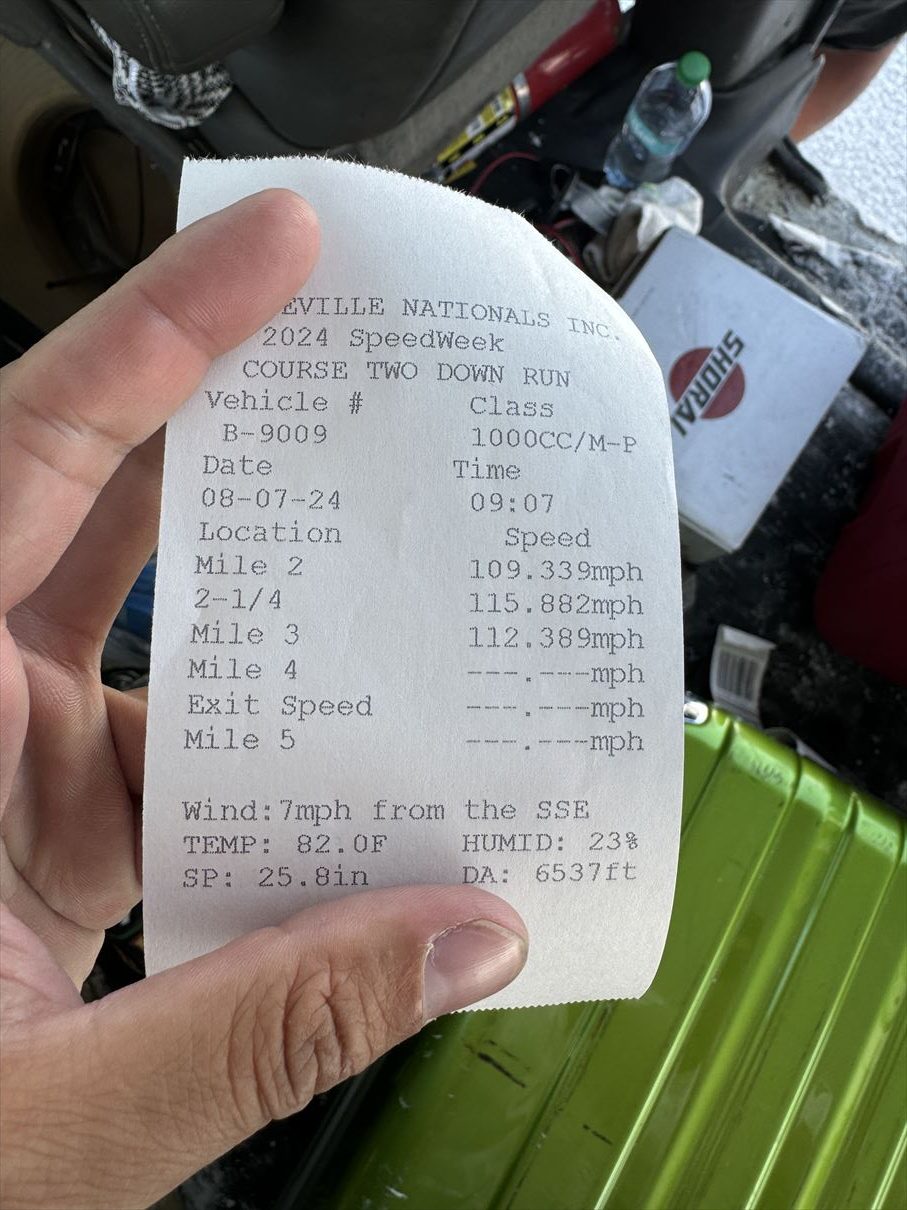 EVILLE NATIONALS INC.
2024 SpeedWeek
COURSE TWO DOWN RUN
Vehicle # Class
B-9009 1000CC/M-P
Date Time
08-07-24 09:07
Location Speed
Mile 2 109.339mph
2-1/4 115.882mph
Mile 3 112.389mph
Mile 4 ---.---mph
Exit Speed ---.---mph
Mile 5 ---.---mph
Wind:7mph from the SSE
TEMP: 82.0F HUMID: 23%
SP: 25.8in DA: 6537ft
SHORAI